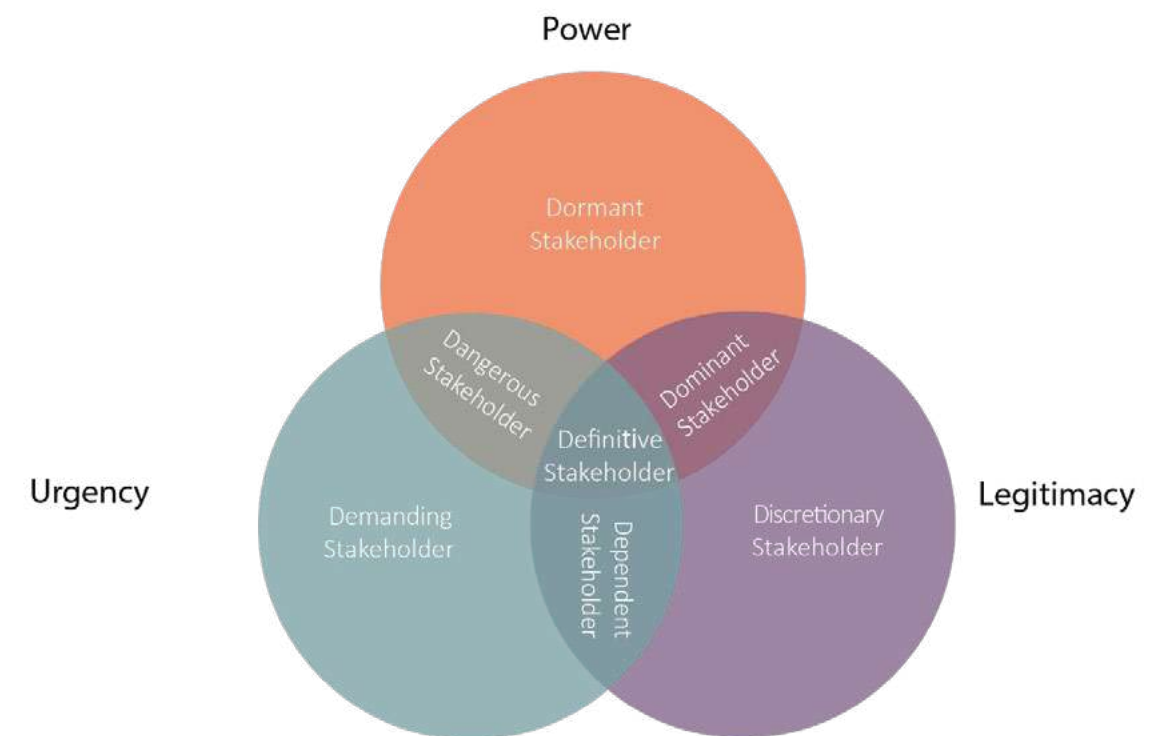 Power
Dormant
Stakeholder
Dangerous
Stakeholder
Dominant
Stakeholder
Definitive
Stakeholder
Urgency
Legitimacy
Demanding
Stakeholder
Dependent
Stakeholder
Discretionary
Stakeholder